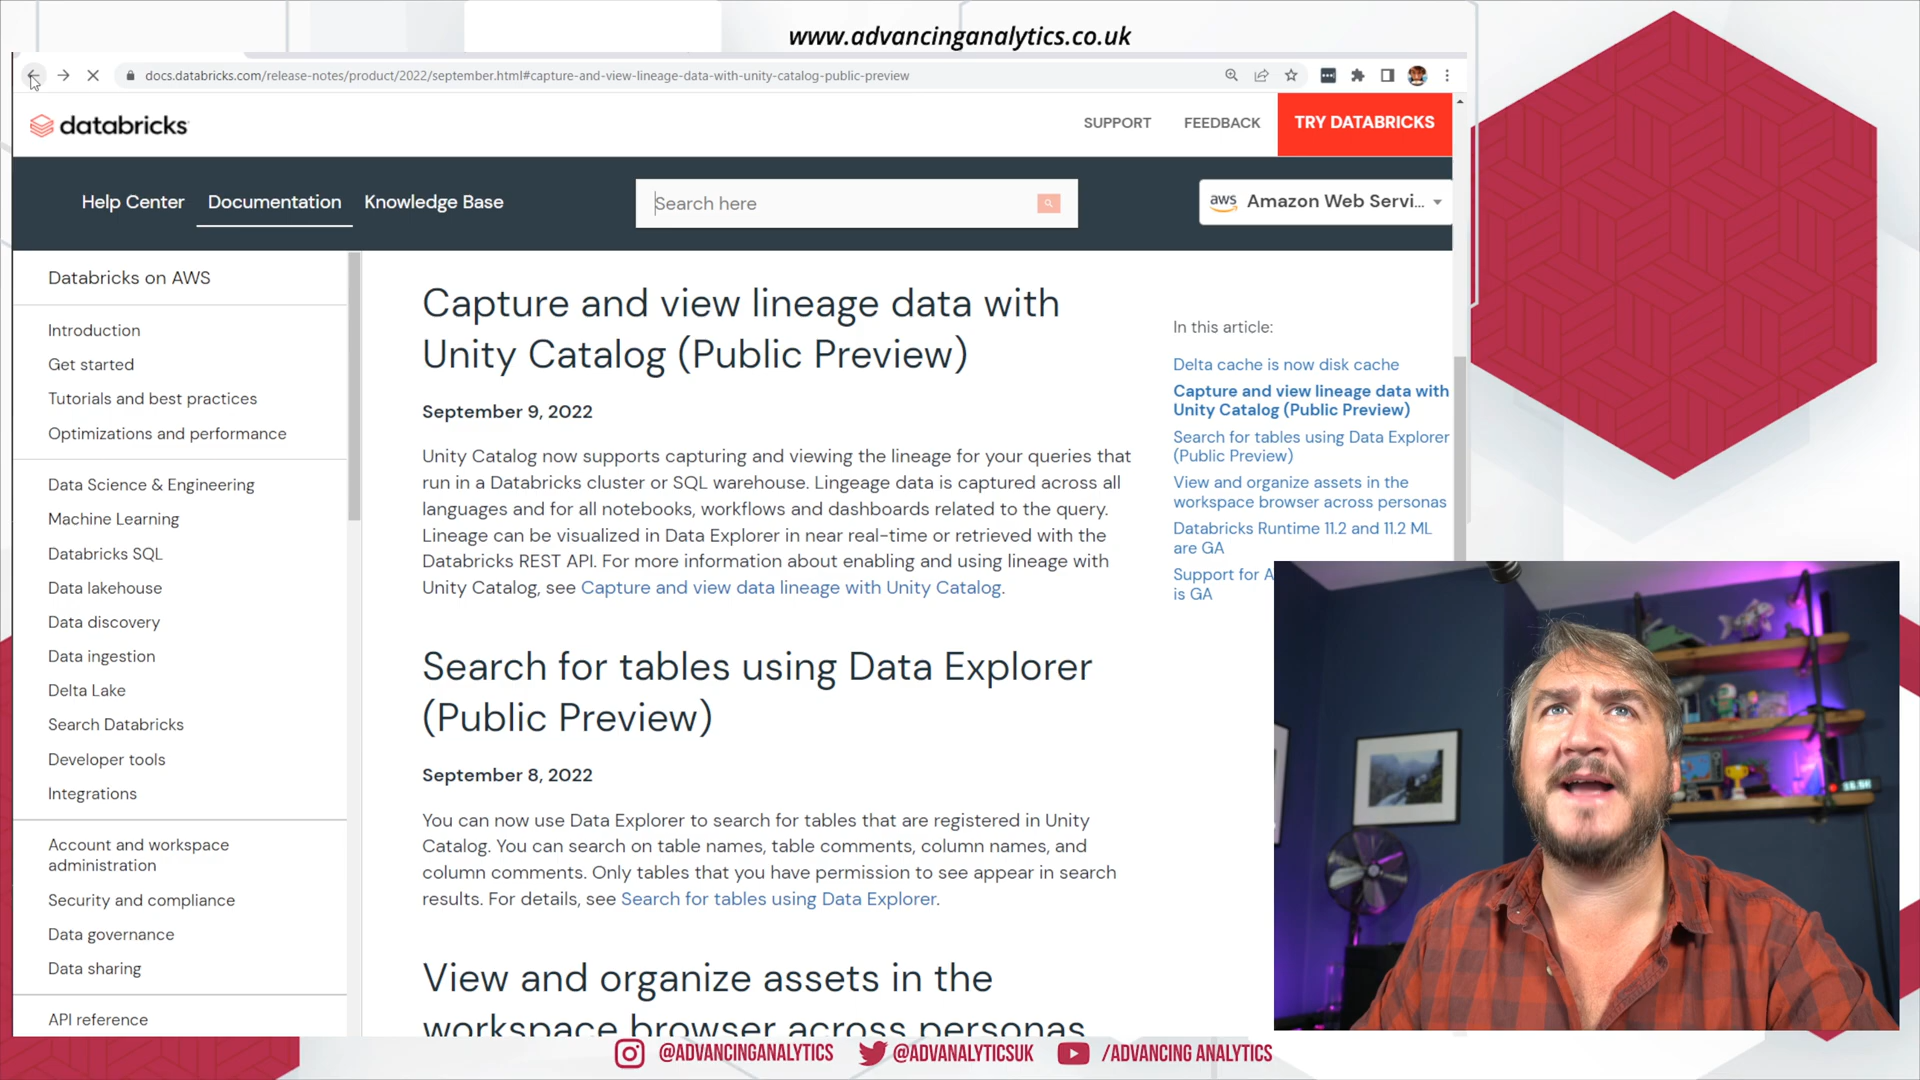 www.advancinganalytics.co.uk
docs.databricks.com/release-notes/product/2022/september.html#capture-and-view-lineage-data-with-unity-catalog-public-preview
databricks
SUPPORT
FEEDBACK
TRY DATABRICKS
Help Center
Documentation
Knowledge Base
Search here
aws Amazon Web Servi...
Databricks on AWS
Introduction
Get started
Tutorials and best practices
Optimizations and performance
Data Science & Engineering
Machine Learning
Databricks SQL
Data lakehouse
Data discovery
Data ingestion
Delta Lake
Search Databricks
Developer tools
Integrations
Account and workspace
administration
Security and compliance
Data governance
Data sharing
API reference
Capture and view lineage data with
Unity Catalog (Public Preview)
September 9, 2022
Unity Catalog now supports capturing and viewing the lineage for your queries that
run in a Databricks cluster or SQL warehouse. Lingeage data is captured across all
languages and for all notebooks, workflows and dashboards related to the query.
Lineage can be visualized in Data Explorer in near real-time or retrieved with the
Databricks REST API. For more information about enabling and using lineage with
Unity Catalog, see Capture and view data lineage with Unity Catalog.
Search for tables using Data Explorer
(Public Preview)
September 8, 2022
You can now use Data Explorer to search for tables that are registered in Unity
Catalog. You can search on table names, table comments, column names, and
column comments. Only tables that you have permission to see appear in search
results. For details, see Search for tables using Data Explorer.
View and organize assets in the
workspace browser across personas
In this article:
Delta cache is now disk cache
Capture and view lineage data with
Unity Catalog (Public Preview)
Search for tables using Data Explorer
(Public Preview)
View and organize assets in the
workspace browser across personas
Databricks Runtime 11.2 and 11.2 ML
are GA
Support for A
is GA
@ADVANCINGANALYTICS
@ADVANALYTICSUK
/ADVANCING ANALYTICS